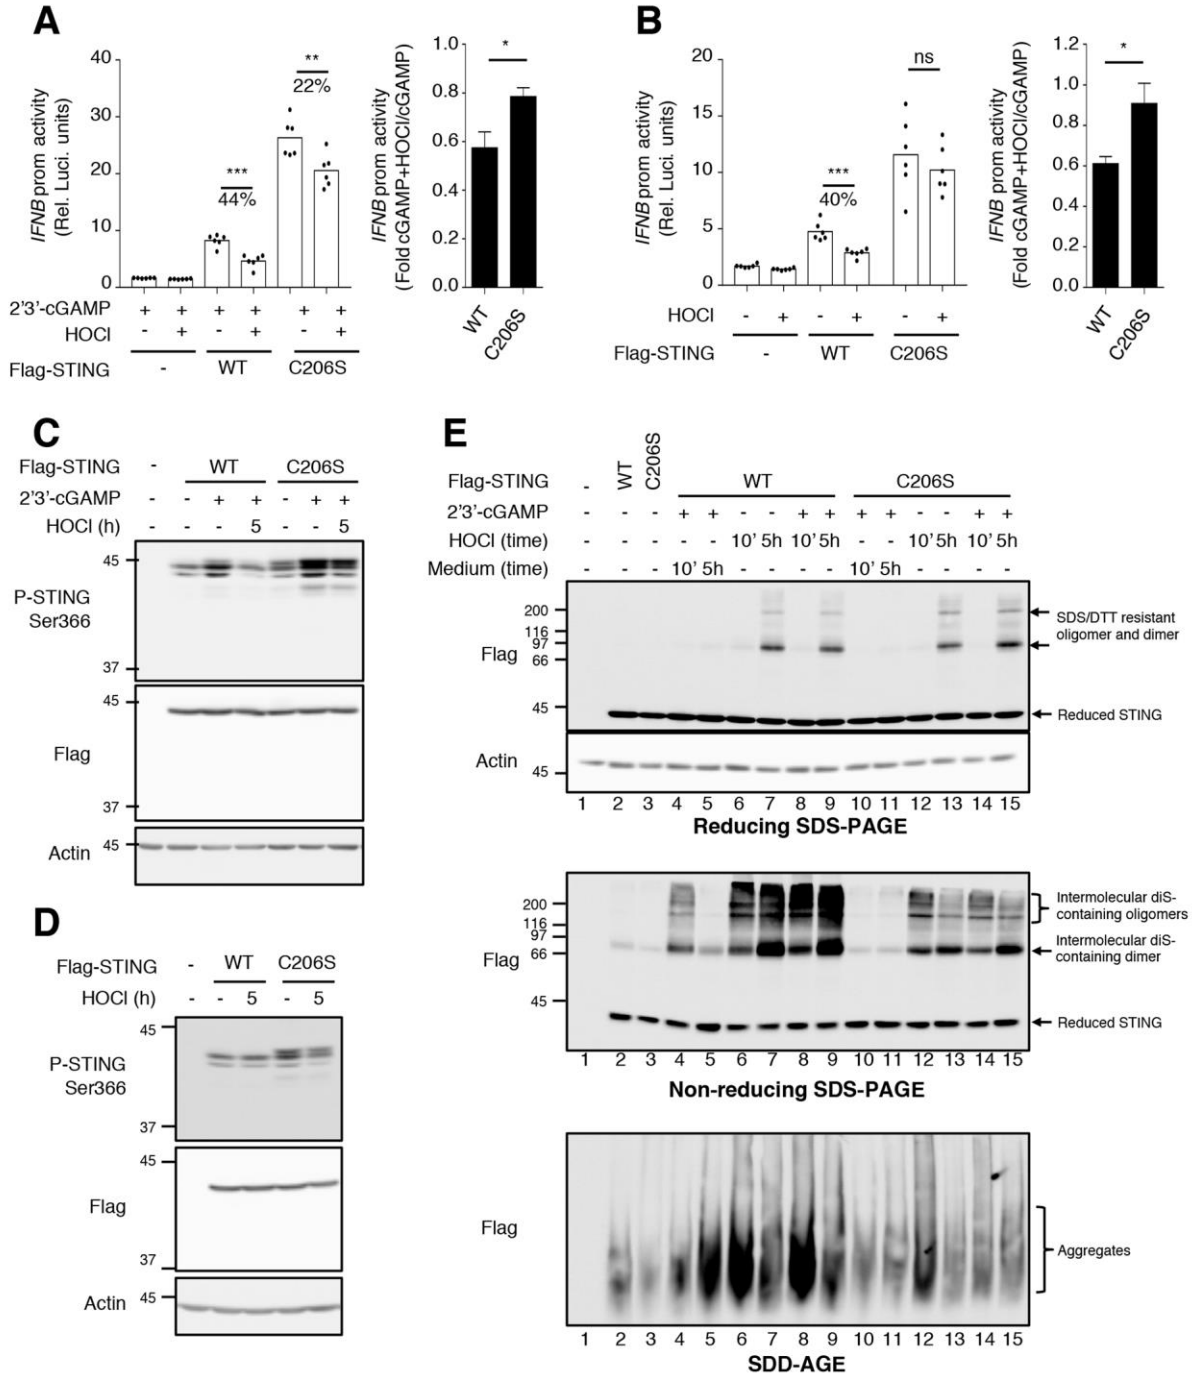 A
40
30
20
10
0
IFNB prom activity
(Rel. Luci. units)
***
44%
**
22%
2'3'-cGAMP + + + + + +
HOCl - + - + - +
Flag-STING - WT C206S
1.0
0.8
0.6
0.4
0.2
0.0
IFNB prom activity
(Fold cGAMP+HOCl/cGAMP)
*
WT
C206S
B
20
15
10
5
0
IFNB prom activity
(Rel. Luci. units)
***
40%
ns
HOCl - + - + - +
Flag-STING - WT C206S
1.2
1.0
0.8
0.6
0.4
0.2
0.0
IFNB prom activity
(Fold cGAMP+HOCl/cGAMP)
*
WT
C206S
C
Flag-STING - WT C206S
2'3'-cGAMP - - + + - + +
HOCl (h) - - - 5 - - 5
45
P-STING
Ser366
37
45
Flag
37
Actin 45
D
Flag-STING - WT C206S
HOCl (h) - - 5 - 5
45
P-STING
Ser366
37
45
Flag
37
45
Actin
E
Flag-STING - WT C206S WT C206S
2'3'-cGAMP - - - + + - - + + + + - - + +
HOCl (time) - - - - - 10' 5h 10' 5h - - 10' 5h 10' 5h
Medium (time) - - - 10' 5h - - - - 10' 5h - - - -
200
116
97
66
45
Flag
SDS/DTT resistant
oligomer and dimer
Reduced STING
Actin
45
1 2 3 4 5 6 7 8 9 10 11 12 13 14 15
Reducing SDS-PAGE
200
116
97
66
45
Flag
Intermolecular diS-
containing oligomers
Intermolecular diS-
containing dimer
Reduced STING
1 2 3 4 5 6 7 8 9 10 11 12 13 14 15
Non-reducing SDS-PAGE
Flag
Aggregates
1 2 3 4 5 6 7 8 9 10 11 12 13 14 15
SDD-AGE